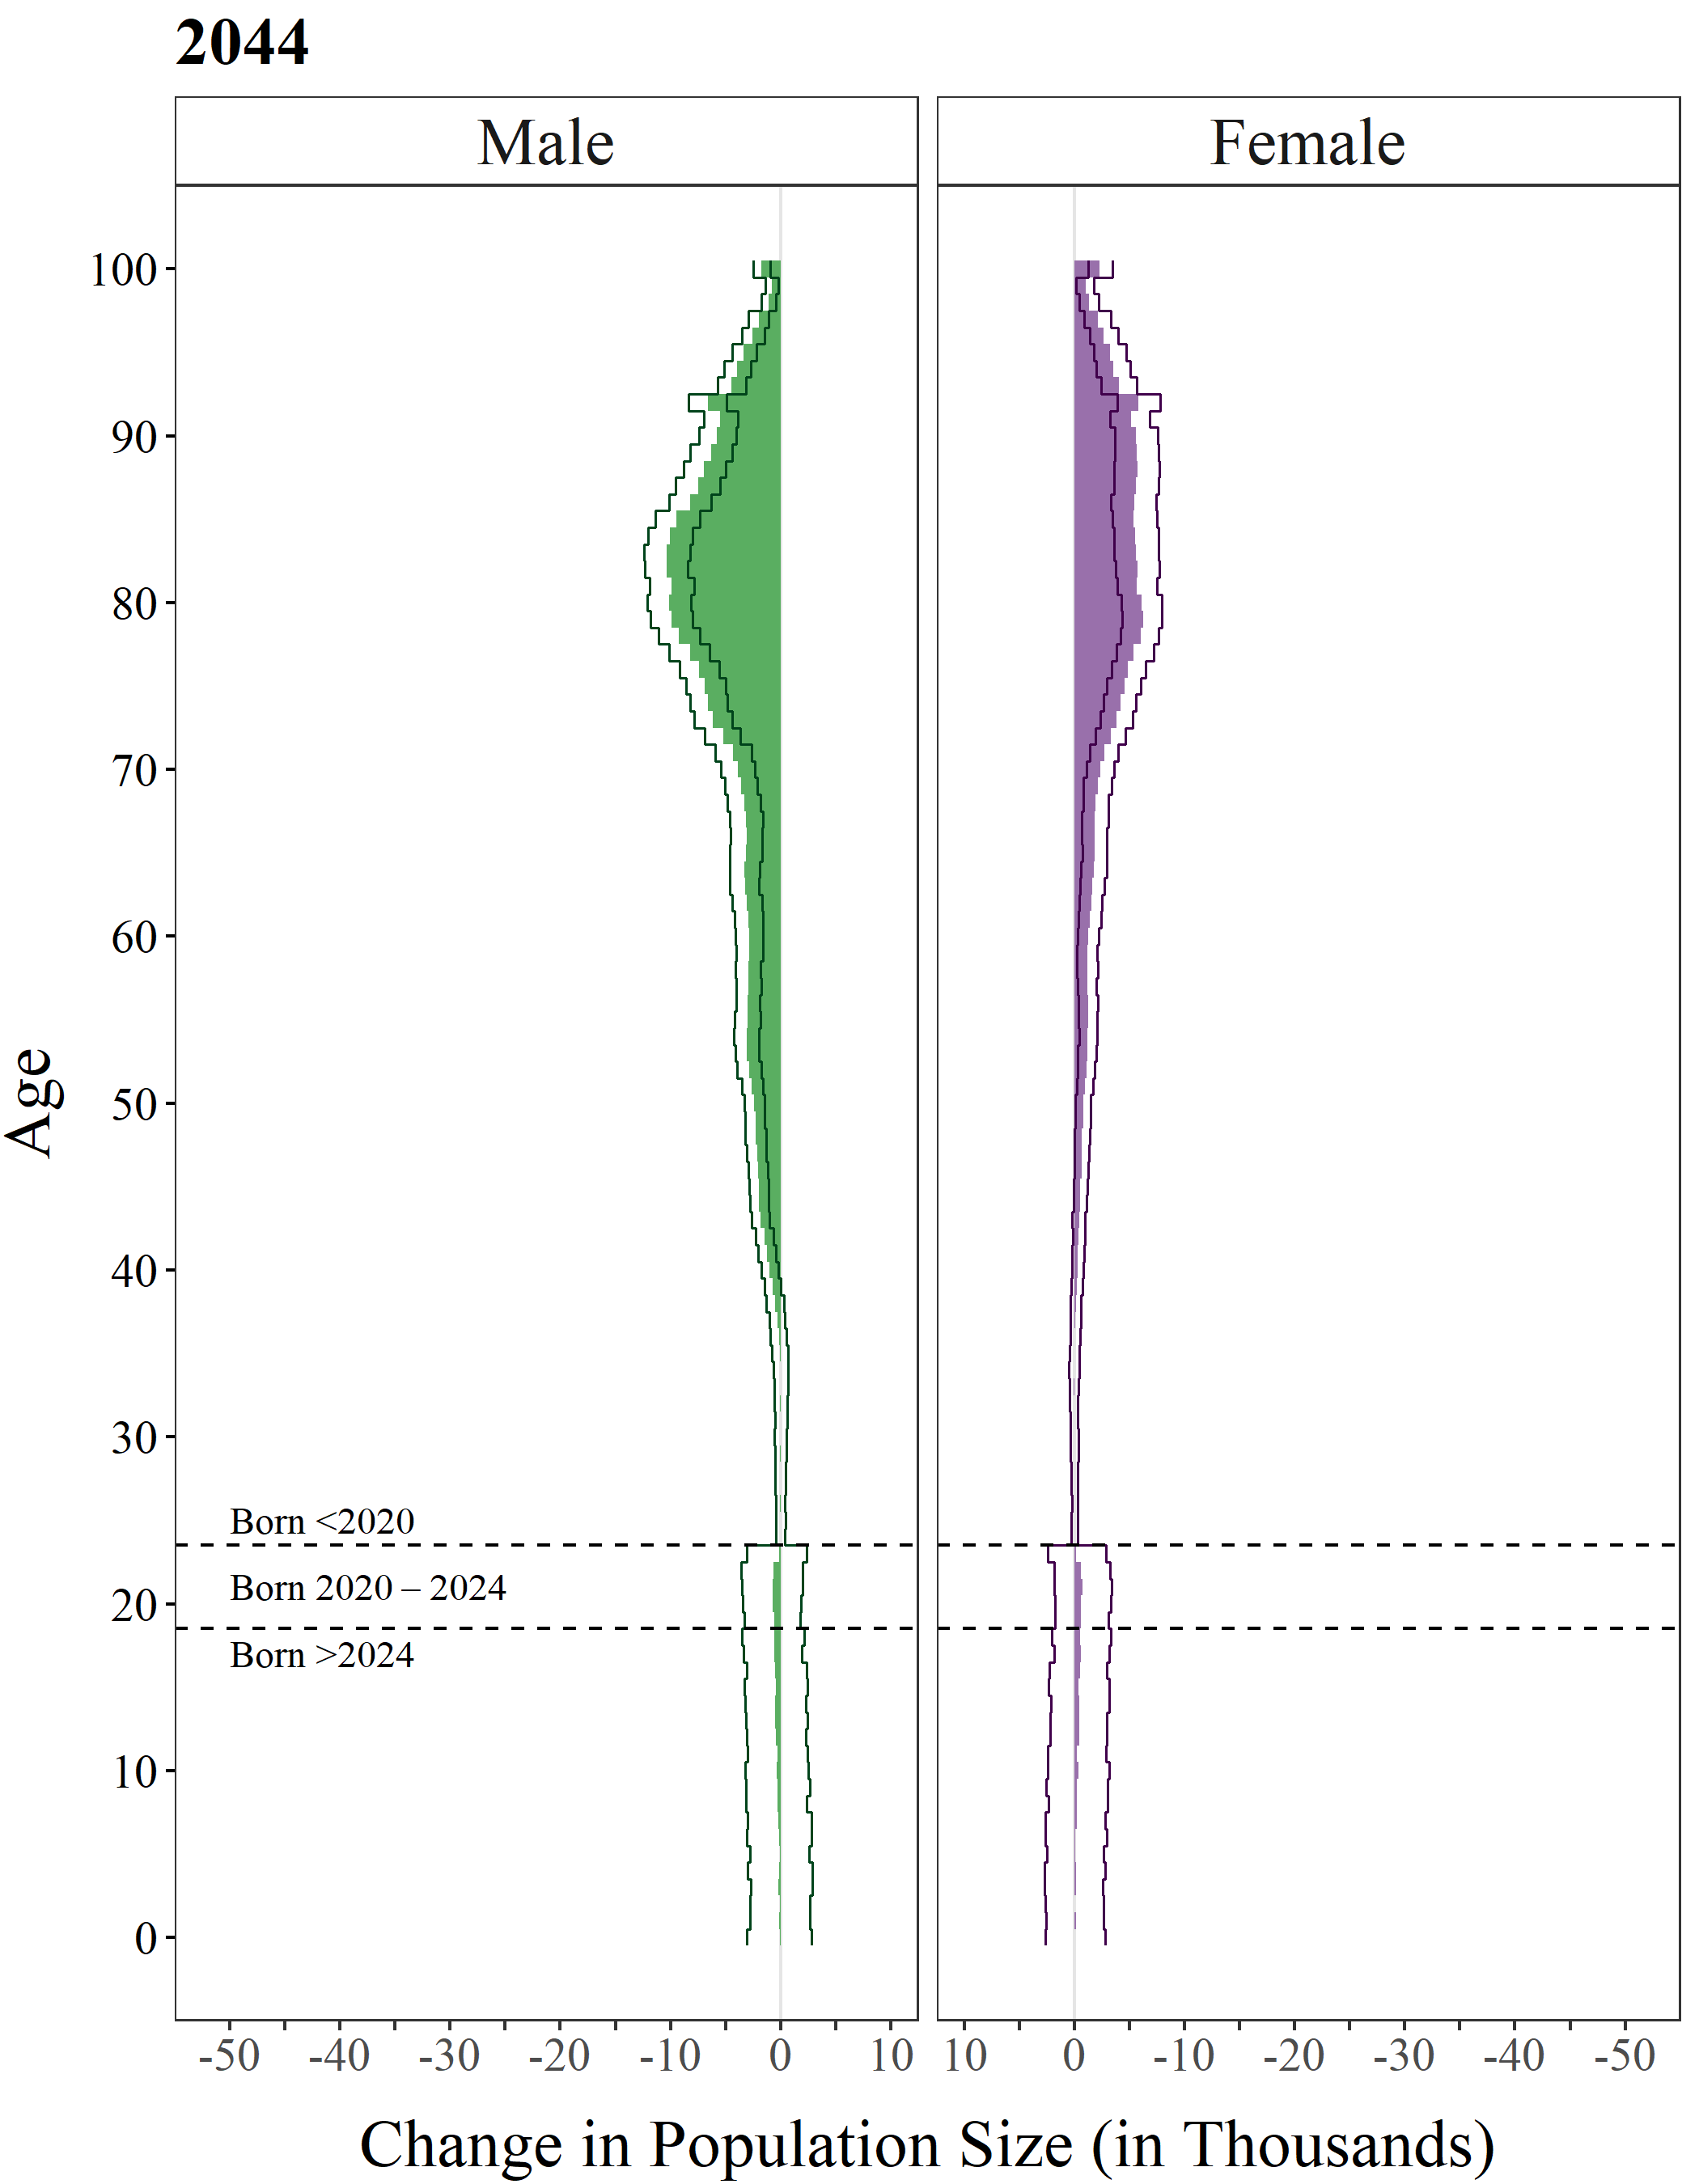 2044
Male
Female
100
90
80
70
60
50
40
30
20
10
0
Age
Born <2020
Born 2020 – 2024
Born >2024
-50 -40 -30 -20 -10 0 10 10 0 -10 -20 -30 -40 -50
Change in Population Size (in Thousands)